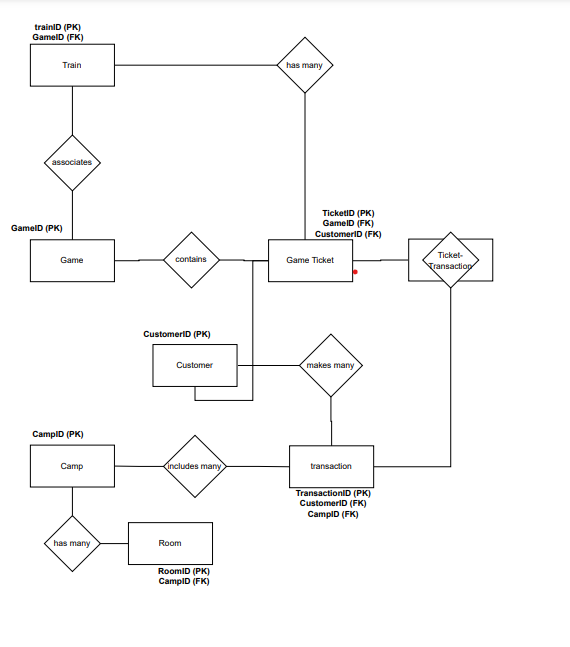 trainID (PK)
GameID (FK)
Train
has many
associates
TicketID (PK)
GameID (FK)
CustomerID (FK)
GameID (PK)
Game
contains
Game Ticket
Ticket-
Transaction
CustomerID (PK)
Customer
makes many
CampID (PK)
Camp
includes many
transaction
TransactionID (PK)
CustomerID (FK)
CampID (FK)
has many
Room
RoomID (PK)
CampID (FK)